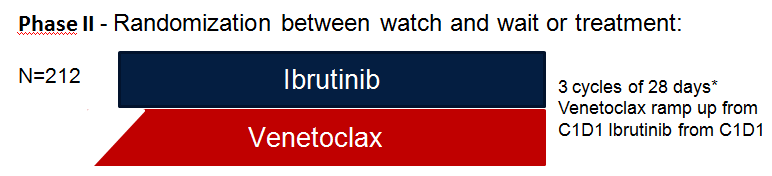 Phase II - Randomization between watch and wait or treatment:
N=212
Ibrutinib
Venetoclax
3 cycles of 28 days*
Venetoclax ramp up from
C1D1 Ibrutinib from C1D1